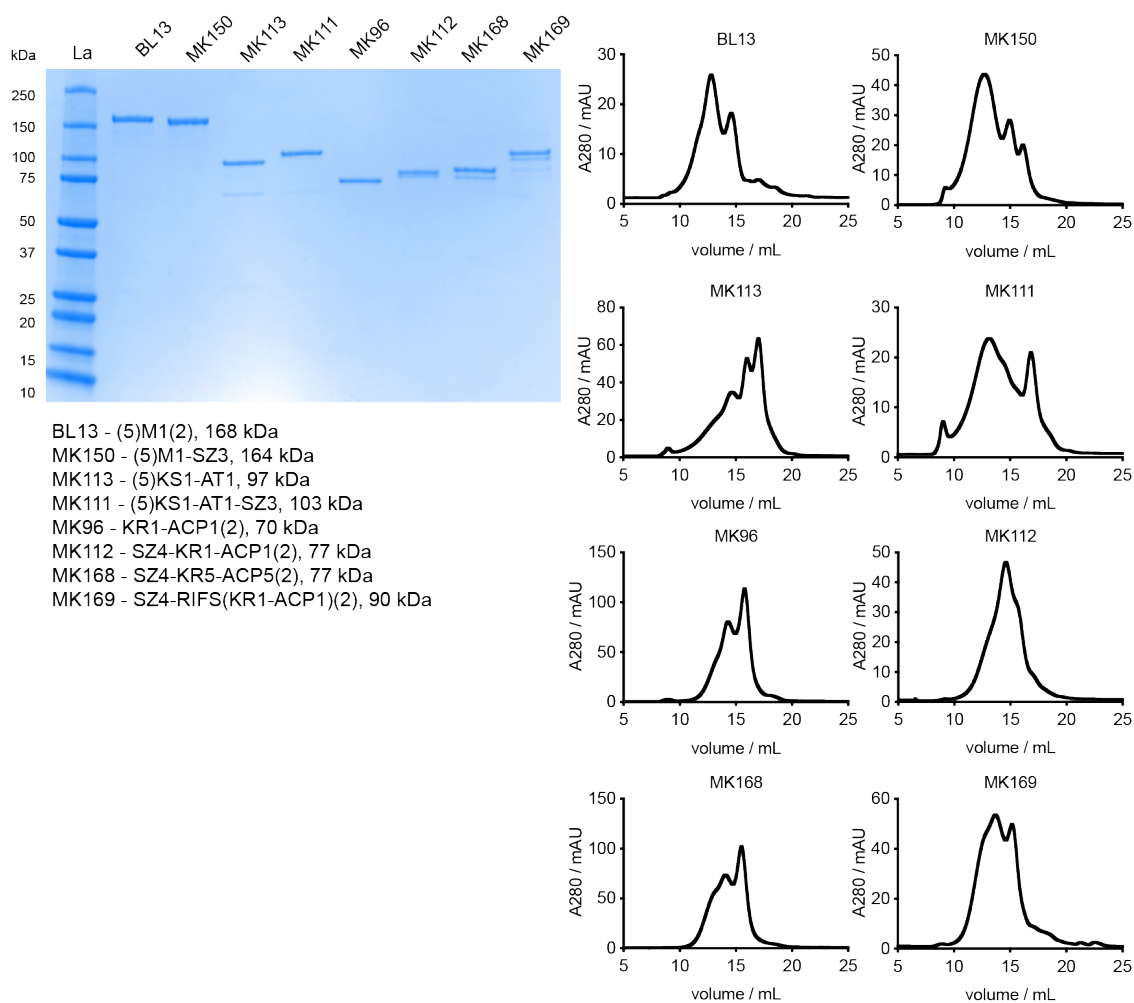 kDa La BL13 MK150 MK113 MK111 MK96 MK112 MK168 MK169
250
150
100
75
50
37
25
20
15
10
BL13 - (5)M1(2), 168 kDa
MK150 - (5)M1-SZ3, 164 kDa
MK113 - (5)KS1-AT1, 97 kDa
MK111 - (5)KS1-AT1-SZ3, 103 kDa
MK96 - KR1-ACP1(2), 70 kDa
MK112 - SZ4-KR1-ACP1(2), 77 kDa
MK168 - SZ4-KR5-ACP5(2), 77 kDa
MK169 - SZ4-RIFS(KR1-ACP1)(2), 90 kDa
BL13
A280 / mAU
30
20
10
0
5 10 15 20 25
volume / mL
MK150
A280 / mAU
50
40
30
20
10
0
5 10 15 20 25
volume / mL
MK113
A280 / mAU
80
60
40
20
0
5 10 15 20 25
volume / mL
MK111
A280 / mAU
30
20
10
0
5 10 15 20 25
volume / mL
MK96
A280 / mAU
150
100
50
0
5 10 15 20 25
volume / mL
MK112
A280 / mAU
50
40
30
20
10
0
5 10 15 20 25
volume / mL
MK168
A280 / mAU
150
100
50
0
5 10 15 20 25
volume / mL
MK169
A280 / mAU
60
40
20
0
5 10 15 20 25
volume / mL